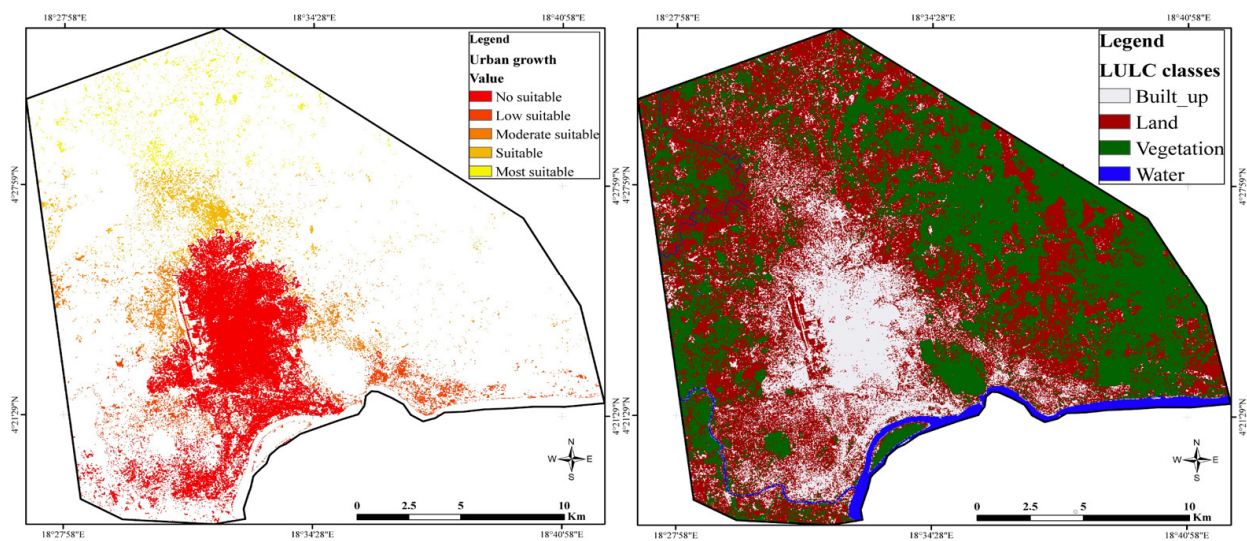 18°27'58"E 18°34'28"E 18°40'58"E
Legend
Urban growth
Value
No suitable
Low suitable
Moderate suitable
Suitable
Most suitable
4°27'59"N 4°27'59"N
4°21'29"N 4°21'29"N
N
W E
S
0 2.5 5 10
Km
18°27'58"E 18°34'28"E 18°40'58"E
18°27'58"E 18°34'28"E 18°40'58"E
Legend
LULC classes
Built_up
Land
Vegetation
Water
4°27'59"N
4°21'29"N
N
W E
S
0 2.5 5 10
Km
18°27'58"E 18°34'28"E 18°40'58"E